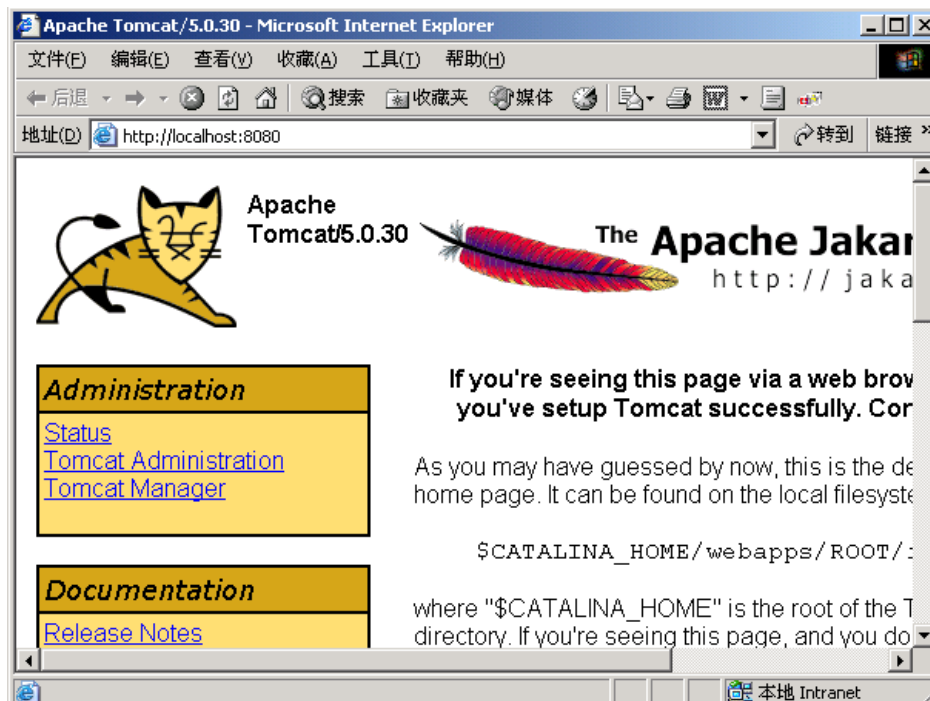 Apache Tomcat/5.0.30 - Microsoft Internet Explorer
文件(F) 编辑(E) 查看(V) 收藏(A) 工具(T) 帮助(H)
后退 搜索 收藏夹 媒体
地址(D) http://localhost:8080 转到 链接 »
Apache
Tomcat/5.0.30
The Apache Jakar
http://jaka
Administration
Status
Tomcat Administration
Tomcat Manager
Documentation
Release Notes
If you're seeing this page via a web brow
you've setup Tomcat successfully. Con
As you may have guessed by now, this is the de
home page. It can be found on the local filesyste
$CATALINA_HOME/webapps/ROOT/i
where "$CATALINA_HOME" is the root of the T
directory. If you're seeing this page, and you do
本地 Intranet